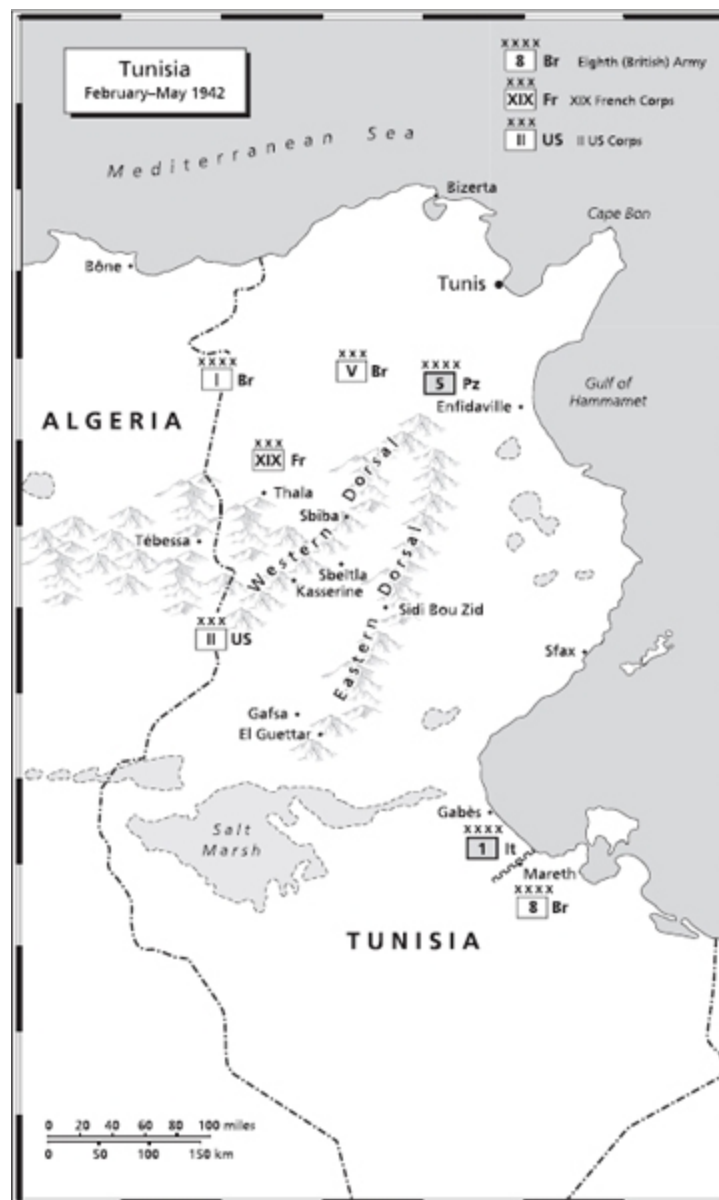 Tunisia
February–May 1942
XXXX
8 Br Eighth (British) Army
XXX
XIX Fr XIX French Corps
XXX
II US II US Corps
Mediterranean Sea
Bizerta
Cape Bon
Bône
Tunis
XXXX
I Br
XXX
V Br
XXXX
5 Pz
Gulf of
Hammamet
Enfidaville
ALGERIA
XXX
XIX Fr
Thala
Western Dorsal
Sbiba
Tébessa
Sbeïtla
Kasserine
Eastern Dorsal
Sidi Bou Zid
XXX
II US
Sfax
Gafsa
El Guettar
Gabès
Salt
Marsh
XXXX
1 It
Mareth
XXXX
8 Br
TUNISIA
0 20 40 60 80 100 miles
0 50 100 150 km